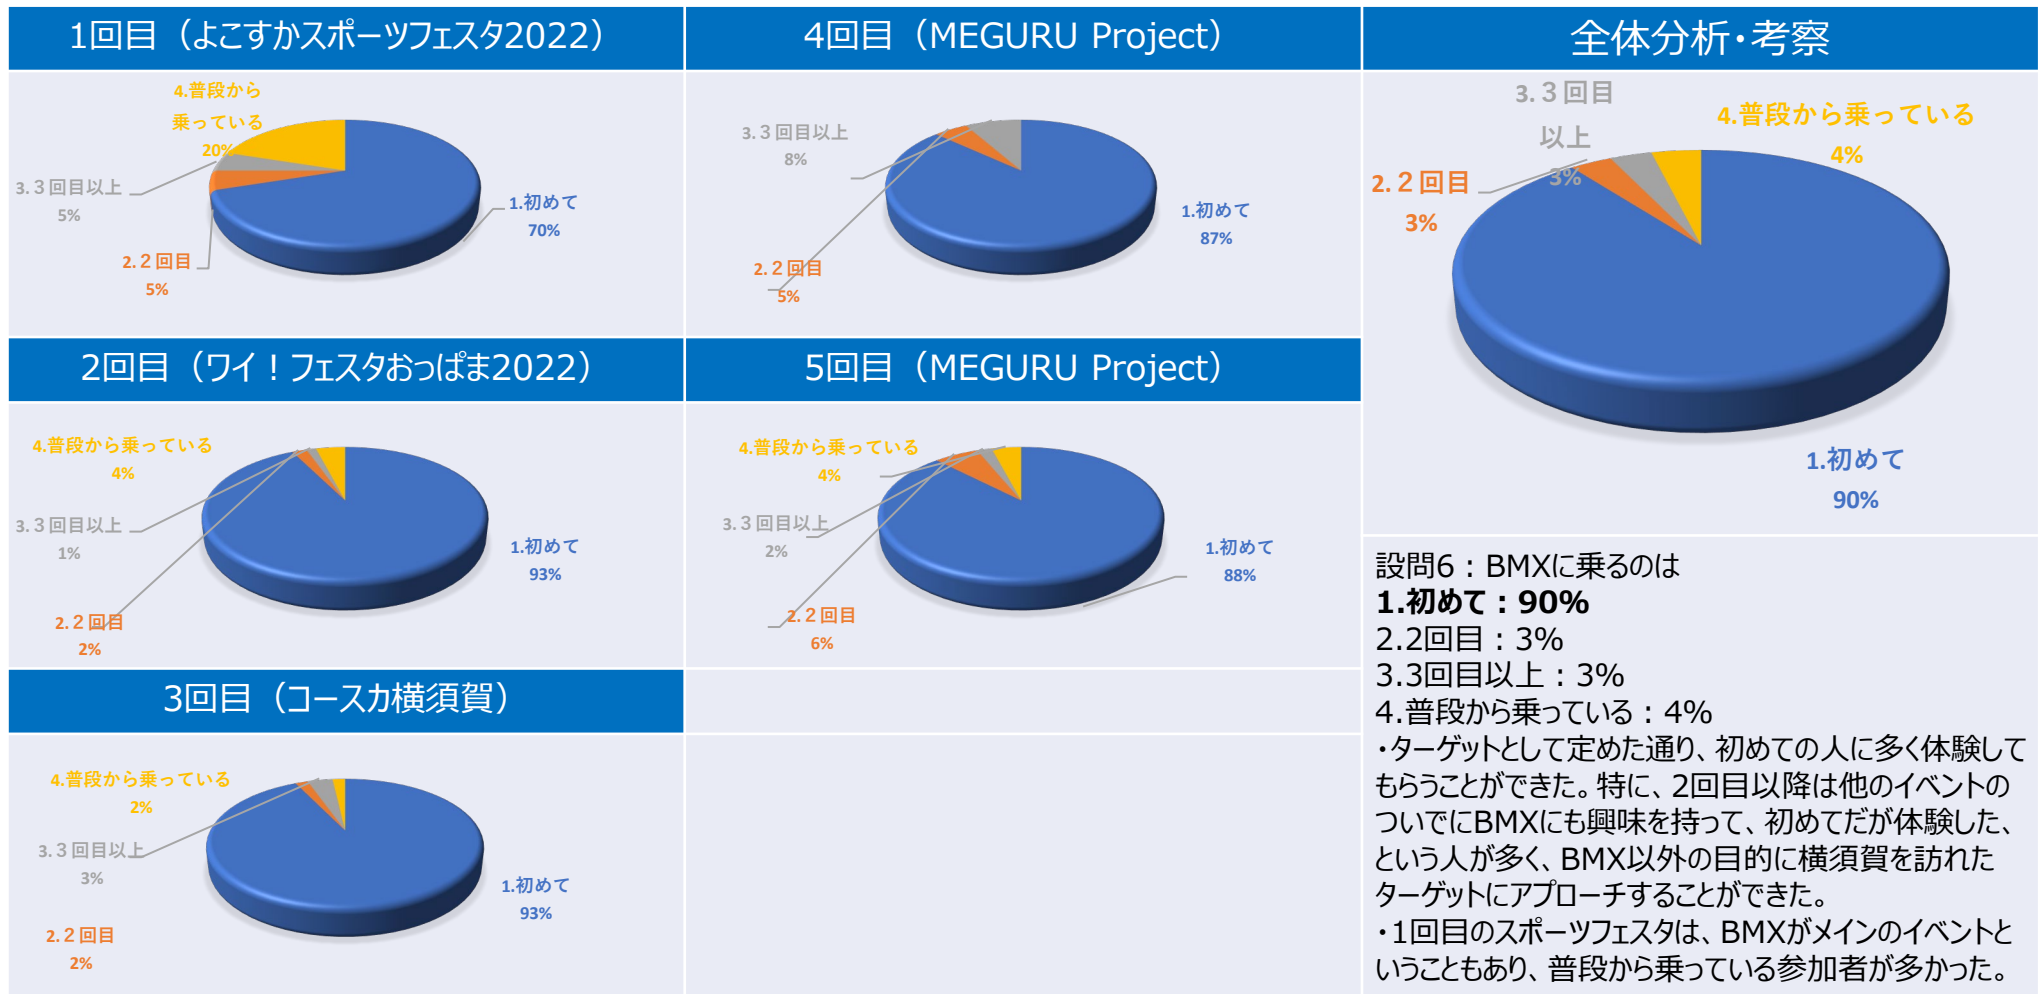 1回目（よこすかスポーツフェスタ2022）
4.普段から
乗っている
20%
3.３回目以上
5%
2.２回目
5%
1.初めて
70%
2回目（ワイ！フェスタおっぱま2022）
4.普段から乗っている
4%
3.３回目以上
1%
2.２回目
2%
1.初めて
93%
3回目（コースカ横須賀）
4.普段から乗っている
2%
3.３回目以上
3%
2.２回目
2%
1.初めて
93%
4回目（MEGURU Project）
3.３回目以上
8%
2.２回目
5%
1.初めて
87%
5回目（MEGURU Project）
4.普段から乗っている
4%
3.３回目以上
2%
2.２回目
6%
1.初めて
88%
全体分析・考察
3.３回目
以上
3%
4.普段から乗っている
4%
2.２回目
3%
1.初めて
90%
設問6：BMXに乗るのは
1.初めて：90%
2.2回目：3%
3.3回目以上：3%
4.普段から乗っている：4%
・ターゲットとして定めた通り、初めての人に多く体験して
もらうことができた。特に、2回目以降は他のイベントの
ついでにBMXにも興味を持って、初めてだが体験した、
という人が多く、BMX以外の目的に横須賀を訪れた
ターゲットにアプローチすることができた。
・1回目のスポーツフェスタは、BMXがメインのイベントと
いうこともあり、普段から乗っている参加者が多かった。